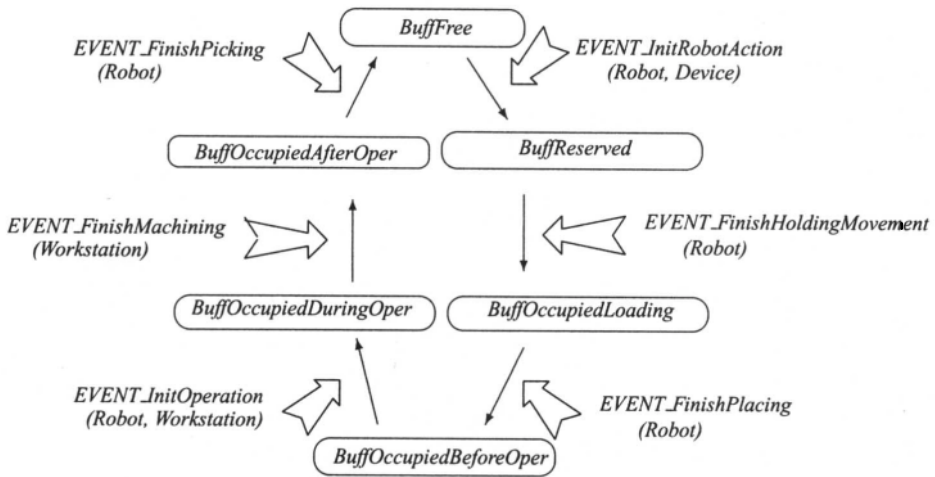 BuffFree
EVENT_FinishPicking
(Robot)
EVENT_InitRobotAction
(Robot, Device)
BuffOccupiedAfterOper
BuffReserved
EVENT_FinishMachining
(Workstation)
EVENT_FinishHoldingMovement
(Robot)
BuffOccupiedDuringOper
BuffOccupiedLoading
EVENT_InitOperation
(Robot, Workstation)
EVENT_FinishPlacing
(Robot)
BuffOccupiedBeforeOper